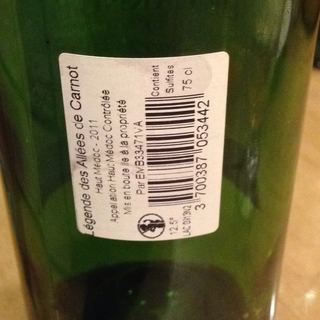 Légende des Allées de Carnot
Haut Médoc - 2011
Appellation Haut Médoc Contrôlée
Mis en bouteille à la propriété
Par EMB33471VA
Contient
Sulfites
75 cl
3 700387 053442
12.5°